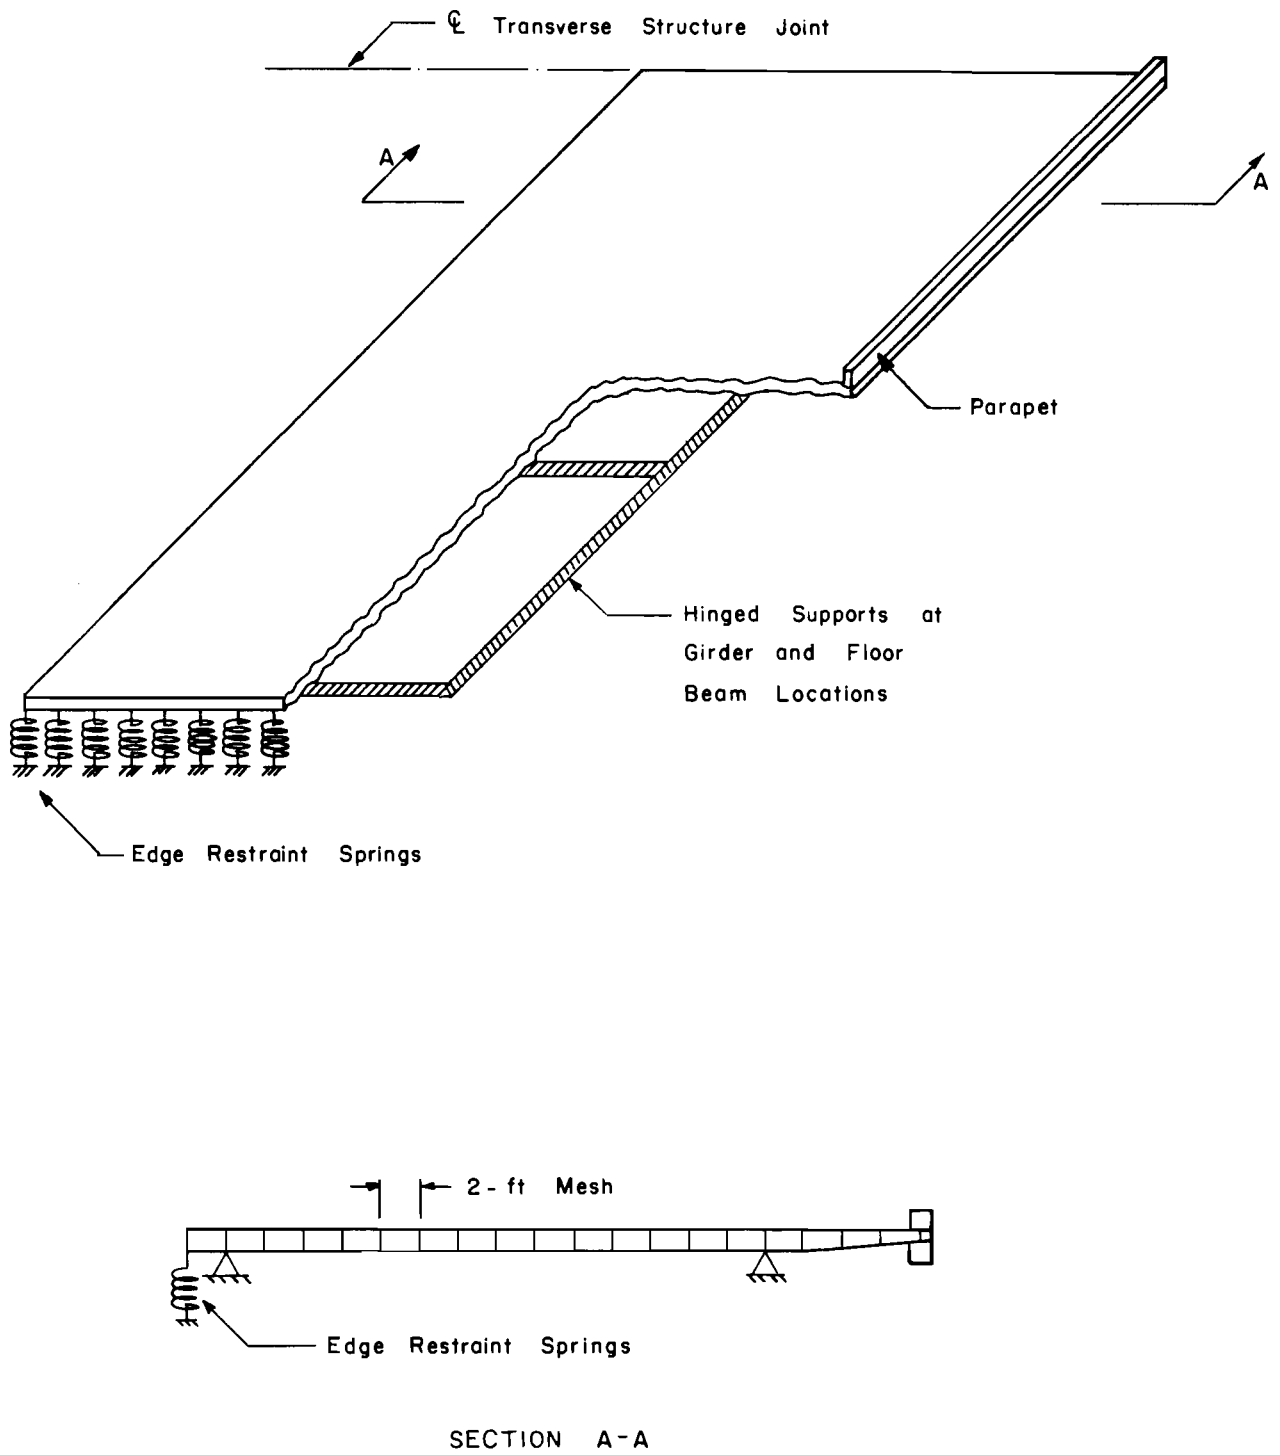 ℄ Transverse Structure Joint
A
A
Parapet
Hinged Supports at
Girder and Floor
Beam Locations
Edge Restraint Springs
2-ft Mesh
Edge Restraint Springs
SECTION A-A